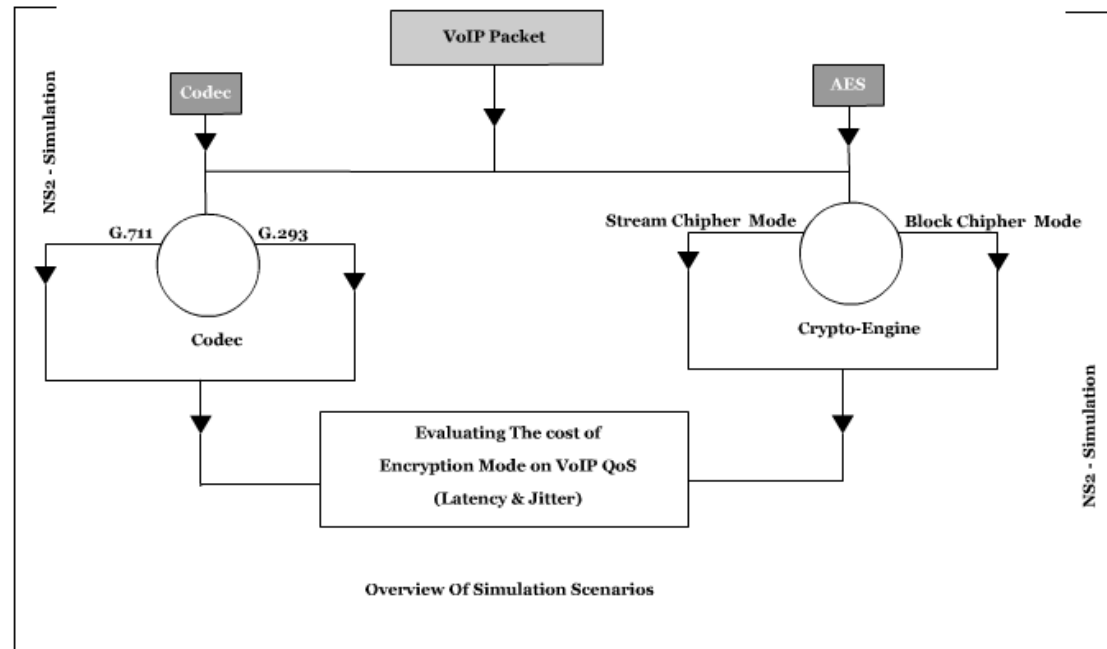 VoIP Packet
Codec
AES
NS2 - Simulation
G.711
G.293
Stream Chipher Mode
Block Chipher Mode
Codec
Crypto-Engine
Evaluating The cost of
Encryption Mode on VoIP QoS
(Latency & Jitter)
NS2 - Simulation
Overview Of Simulation Scenarios